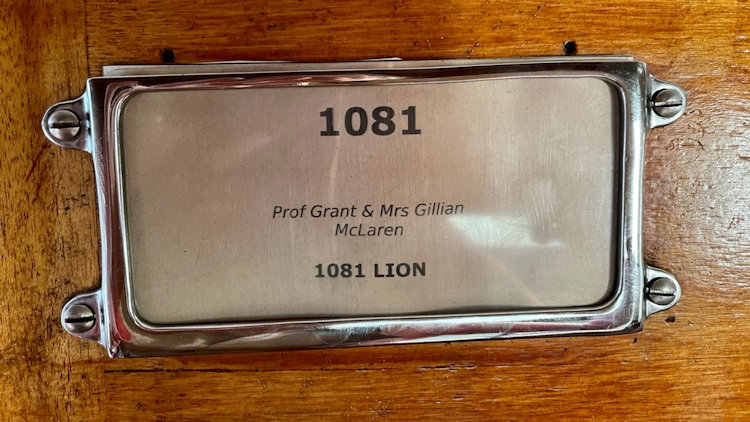 1081
Prof Grant & Mrs Gillian
McLaren
1081 LION